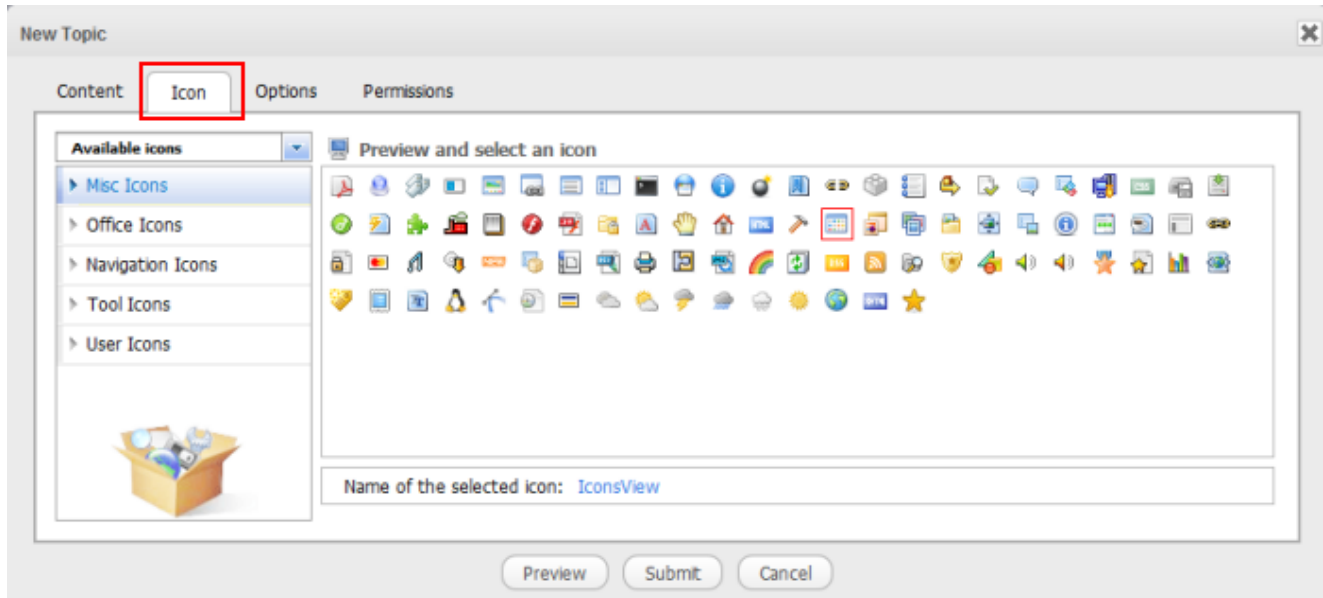 New Topic
Content Icon Options Permissions
Available icons
Preview and select an icon
Misc Icons
Office Icons
Navigation Icons
Tool Icons
User Icons
Name of the selected icon: IconsView
Preview Submit Cancel